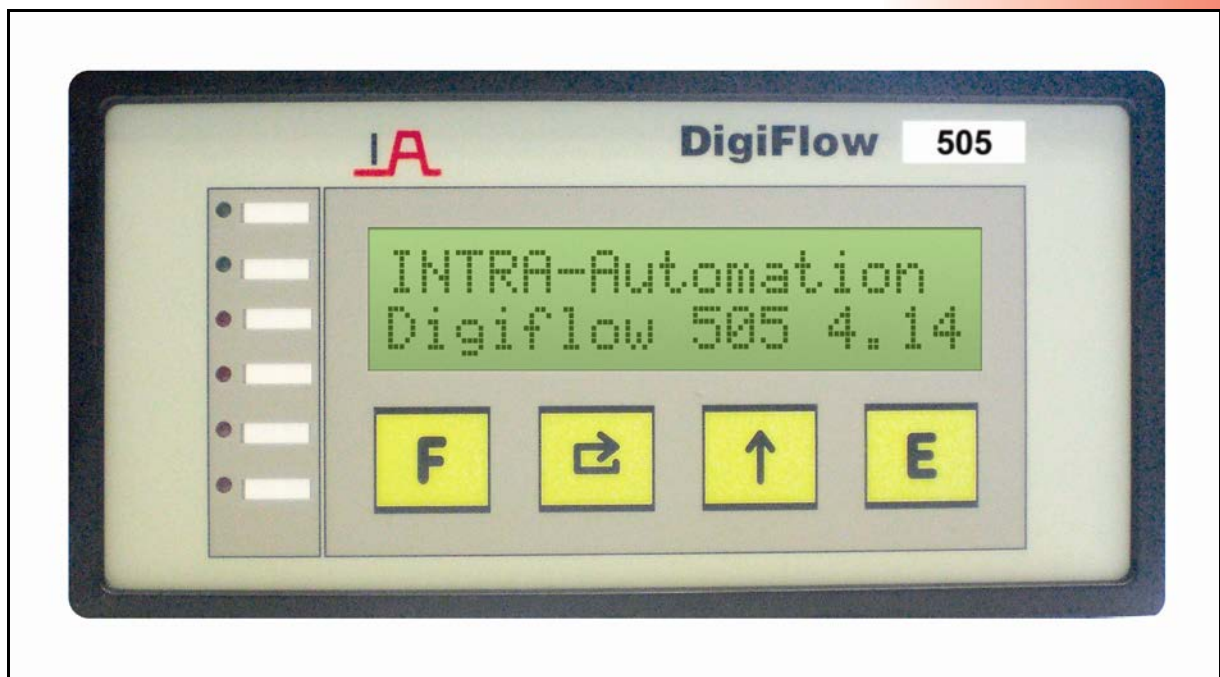 IA
DigiFlow 505
INTRA-Automation
Digiflow 505 4.14
F
E